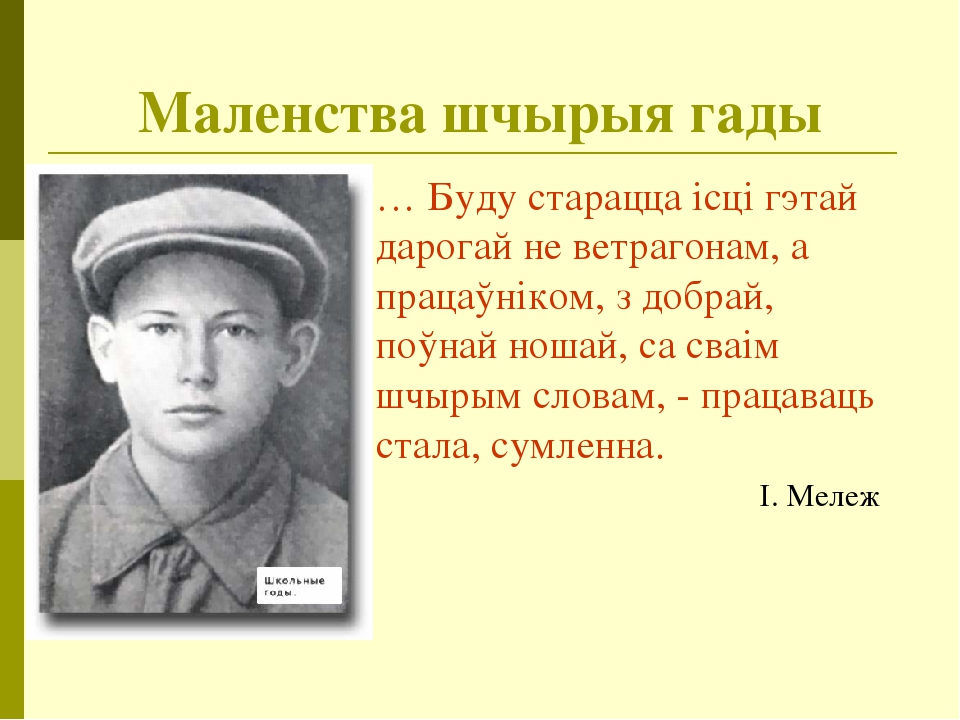 Маленства шчырыя гады
… Буду старацца ісці гэтай
дарогай не ветрагонам, а
працаўніком, з добрай,
поўнай ношай, са сваім
шчырым словам, - працаваць
стала, сумленна.
І. Мележ
Школьные
годы.